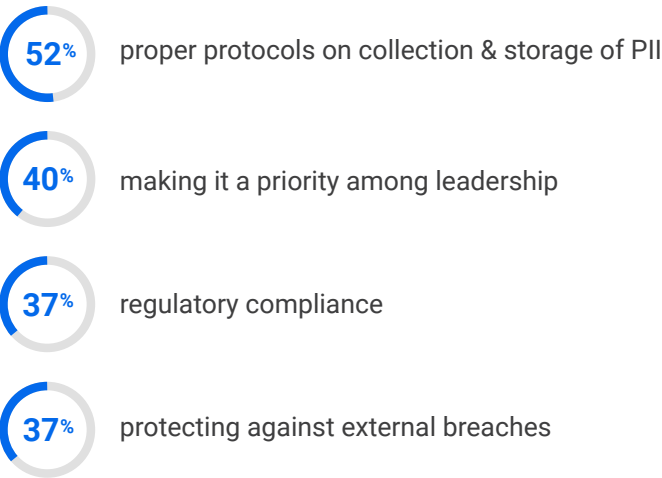 52% proper protocols on collection & storage of PII
40% making it a priority among leadership
37% regulatory compliance
37% protecting against external breaches